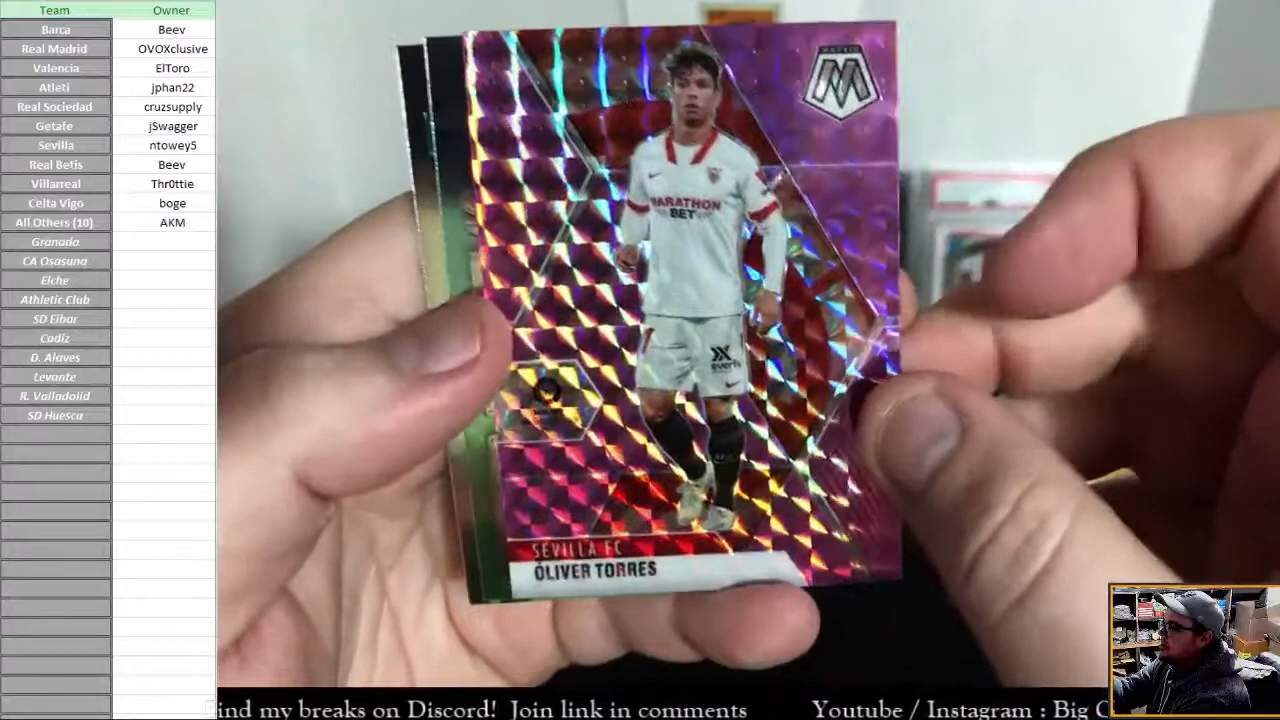 Team Owner
Barca Beev
Real Madrid OVOXclusive
Valencia ElToro
Atleti jphan22
Real Sociedad cruzsupply
Getafe jSwagger
Sevilla ntowey5
Real Betis Beev
Villarreal Thr0ttie
Celta Vigo boge
All Others (10) AKM
Granada
CA Osasuna
Elche
Athletic Club
SD Eibar
Cadiz
D. Alaves
Levante
R. Valladolid
SD Huesca
MOSAIC
MARATHON
BET
SEVILLA FC
ÓLIVER TORRES
ind my breaks on Discord! Join link in comments Youtube / Instagram : Big